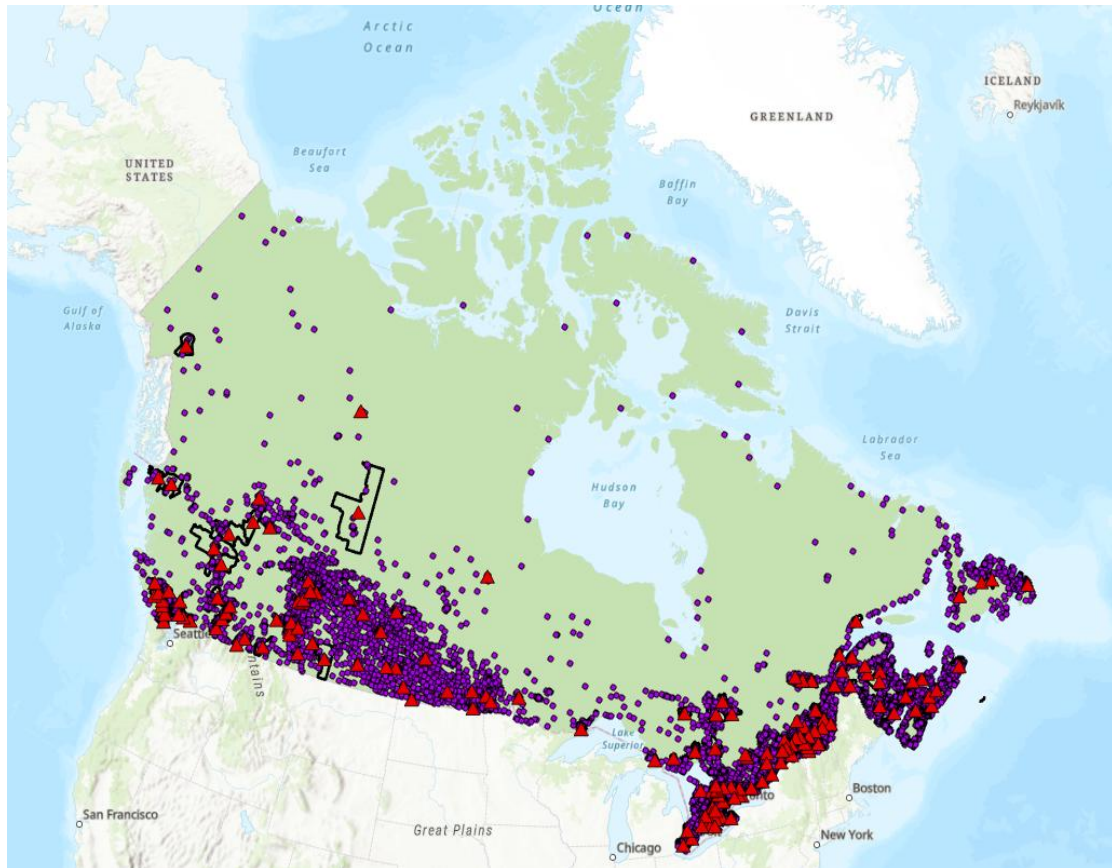 Ocean
Arctic
Ocean
ICELAND
Reykjavík
GREENLAND
UNITED
STATES
Beaufort
Sea
Baffin
Bay
Gulf of
Alaska
Davis
Strait
Labrador
Sea
Hudson
Bay
Seattle
Lake
Superior
Boston
San Francisco
Great Plains
Chicago
New York